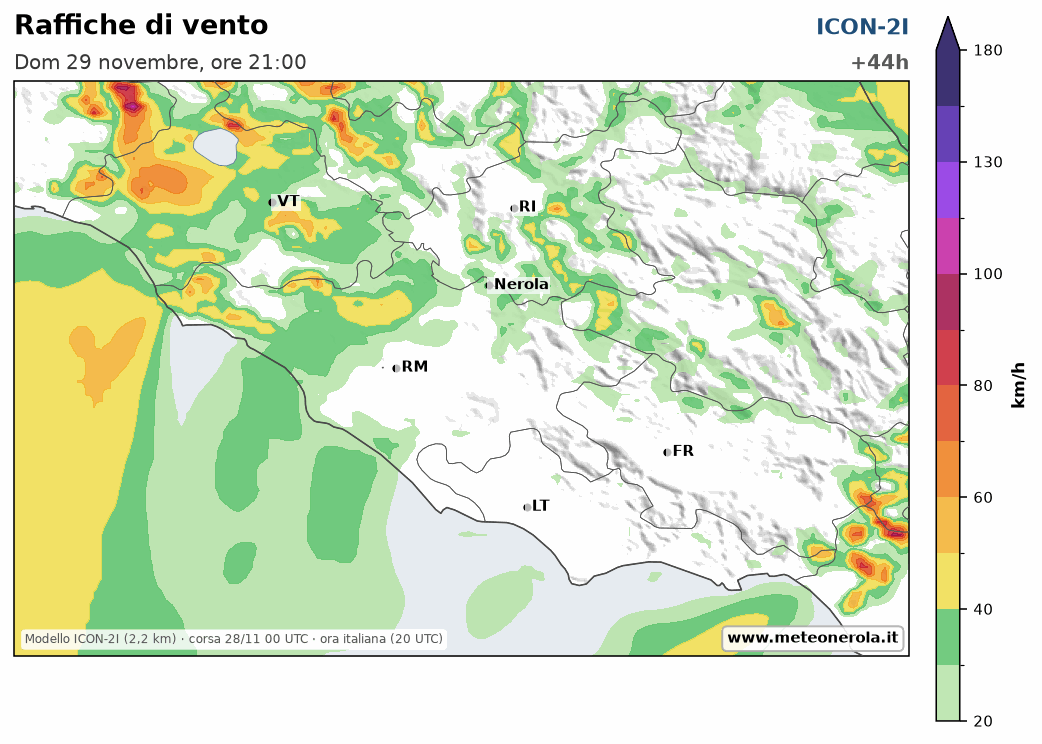 Raffiche di vento
ICON-2I
Dom 29 novembre, ore 21:00
+44h
180
130
100
80
60
40
20
km/h
VT
RI
Nerola
RM
FR
LT
Modello ICON-2I (2,2 km) · corsa 28/11 00 UTC · ora italiana (20 UTC)
www.meteonerola.it